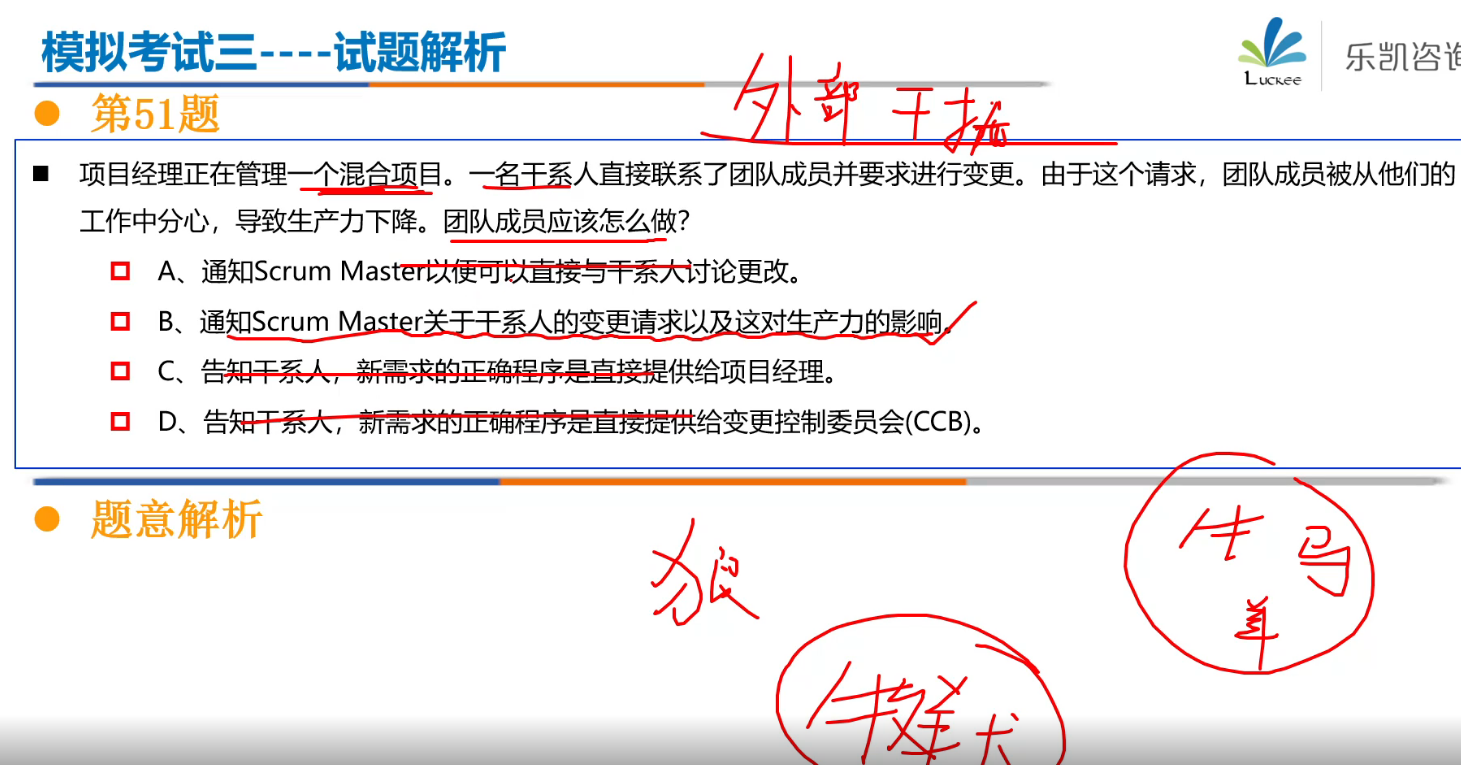 模拟考试三----试题解析
Luckee
乐凯咨询
外部干扰
第51题
■ 项目经理正在管理一个混合项目。一名干系人直接联系了团队成员并要求进行变更。由于这个请求，团队成员被从他们的
工作中分心，导致生产力下降。团队成员应该怎么做？
A、通知Scrum Master以便可以直接与干系人讨论更改。
B、通知Scrum Master关于干系人的变更请求以及这对生产力的影响。
C、告知干系人，新需求的正确程序是直接提供给项目经理。
D、告知干系人，新需求的正确程序是直接提供给变更控制委员会(CCB)。
题意解析
狼
牛马
羊
牧羊犬